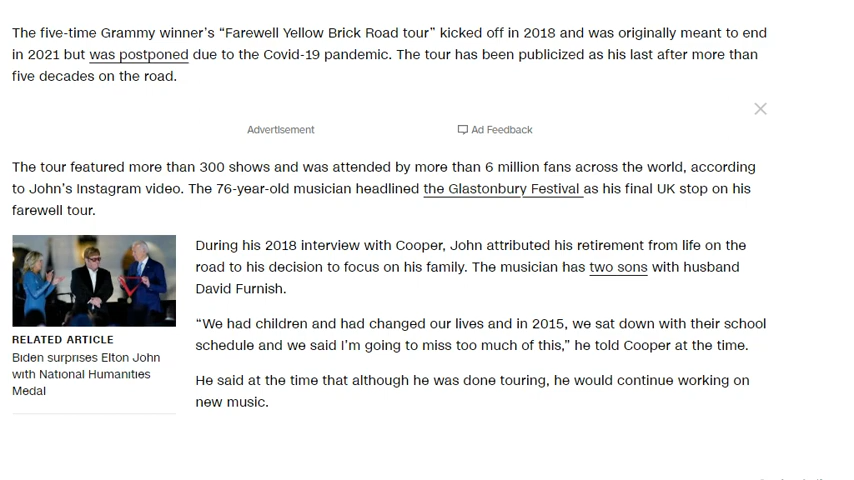 The five-time Grammy winner's “Farewell Yellow Brick Road tour” kicked off in 2018 and was originally meant to end
in 2021 but was postponed due to the Covid-19 pandemic. The tour has been publicized as his last after more than
five decades on the road.
Advertisement
Ad Feedback
The tour featured more than 300 shows and was attended by more than 6 million fans across the world, according
to John's Instagram video. The 76-year-old musician headlined the Glastonbury Festival as his final UK stop on his
farewell tour.
RELATED ARTICLE
Biden surprises Elton John
with National Humanities
Medal
During his 2018 interview with Cooper, John attributed his retirement from life on the
road to his decision to focus on his family. The musician has two sons with husband
David Furnish.
“We had children and had changed our lives and in 2015, we sat down with their school
schedule and we said I'm going to miss too much of this,” he told Cooper at the time.
He said at the time that although he was done touring, he would continue working on
new music.